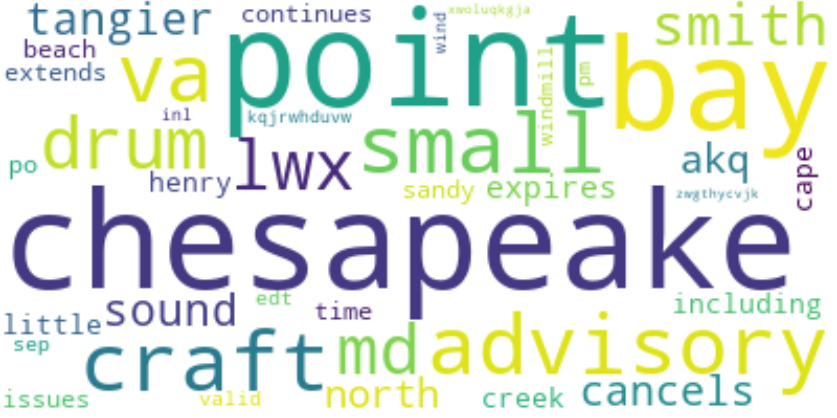 tangier
continues
xwoluqkgja
wind
point
smith
beach
extends
va
windmill
pm
bay
inl
kqjrwhduvw
drum
small
po
henry
lwx
sandy
expires
akq
zwgthycvjk
cape
chesapeake
edt
little
sound
time
including
sep
craft
md
advisory
issues
valid
north
creek
cancels